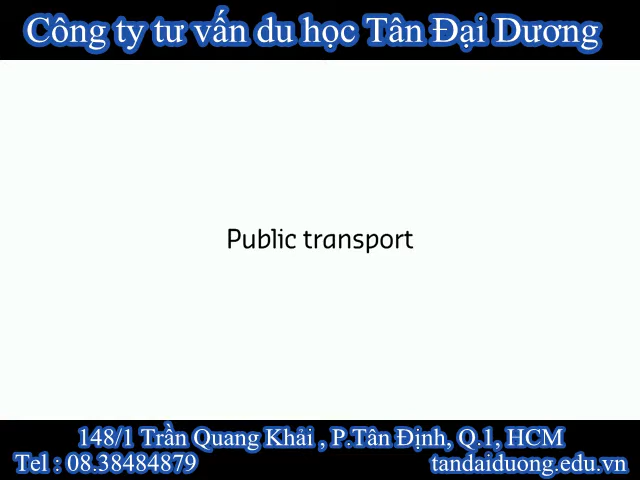 Công ty tư vấn du học Tân Đại Dương
Public transport
148/1 Trần Quang Khải , P.Tân Định, Q.1, HCM
Tel : 08.38484879 tandaiduong.edu.vn